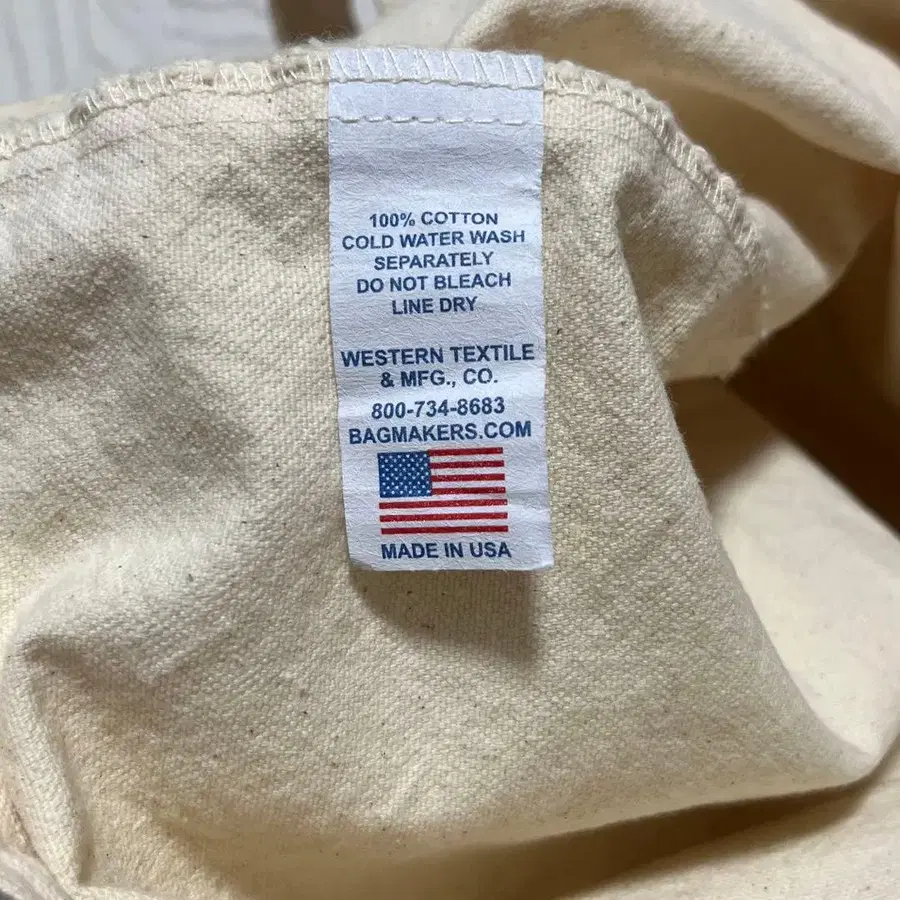 100% COTTON
COLD WATER WASH
SEPARATELY
DO NOT BLEACH
LINE DRY
WESTERN TEXTILE
& MFG., CO.
800-734-8683
BAGMAKERS.COM
MADE IN USA